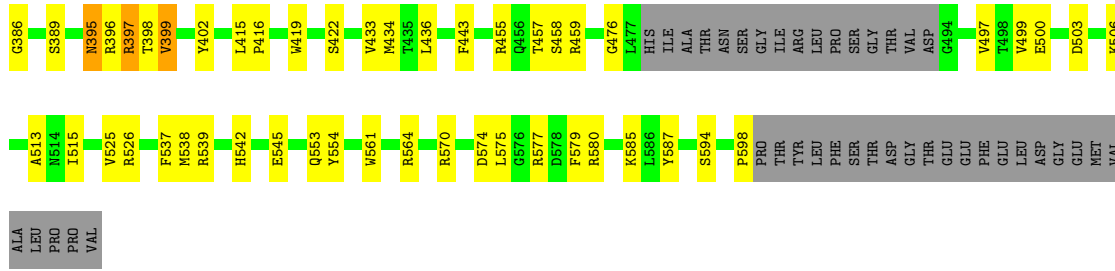 G386 S389 N395 R396 R397 T398 V399 Y402 L415 P416 W419 S422 V433 M434 T435 L436 F443 R455 Q456 T457 S458 R459 G476 L477 HIS ILE ALA THR ASN SER GLY ILE ARG LEU PRO SER GLY THR VAL ASP G494 V497 T498 V499 E500 D503 K506
A513 N514 I515 V525 R526 F537 M538 R539 H542 E545 Q553 Y554 W561 R564 R570 D574 L575 G576 R577 D578 F579 R580 K585 L586 Y587 S594 P598 PRO THR TYR LEU PHE SER THR ASP GLY THR GLU GLU PHE GLU LEU ASP GLY GLU MET VAL
ALA LEU PRO PRO VAL